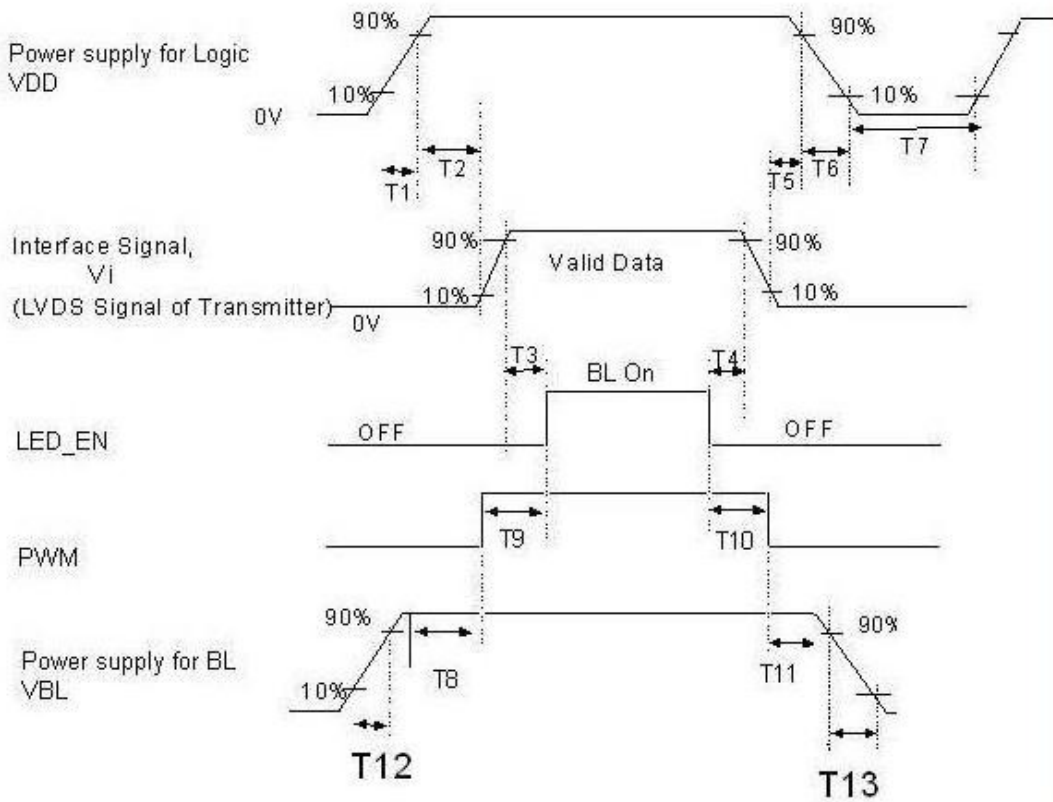 90%
90%
Power supply for Logic
VDD
10%
10%
0V
T1
T2
T5
T6
T7
Interface Signal,
Vi
(LVDS Signal of Transmitter)
90%
90%
Valid Data
10%
10%
0V
T3
T4
BL On
LED_EN
OFF
OFF
T9
T10
PWM
90%
90%
Power supply for BL
VBL
T8
T11
10%
T12
T13